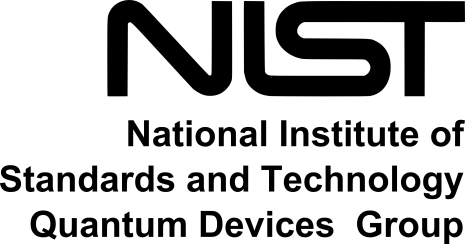 NIST
National Institute of
Standards and Technology
Quantum Devices  Group